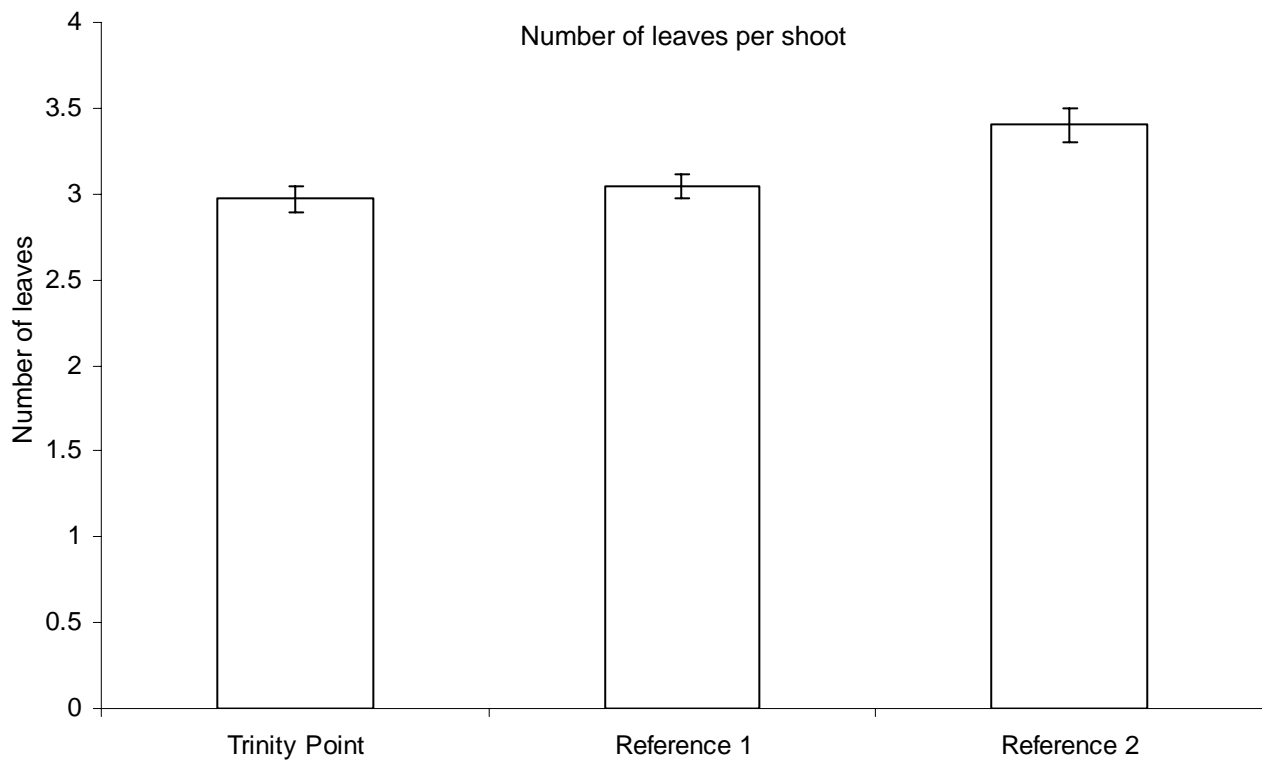 Number of leaves per shoot
Number of leaves
4
3.5
3
2.5
2
1.5
1
0.5
0
Trinity Point
Reference 1
Reference 2